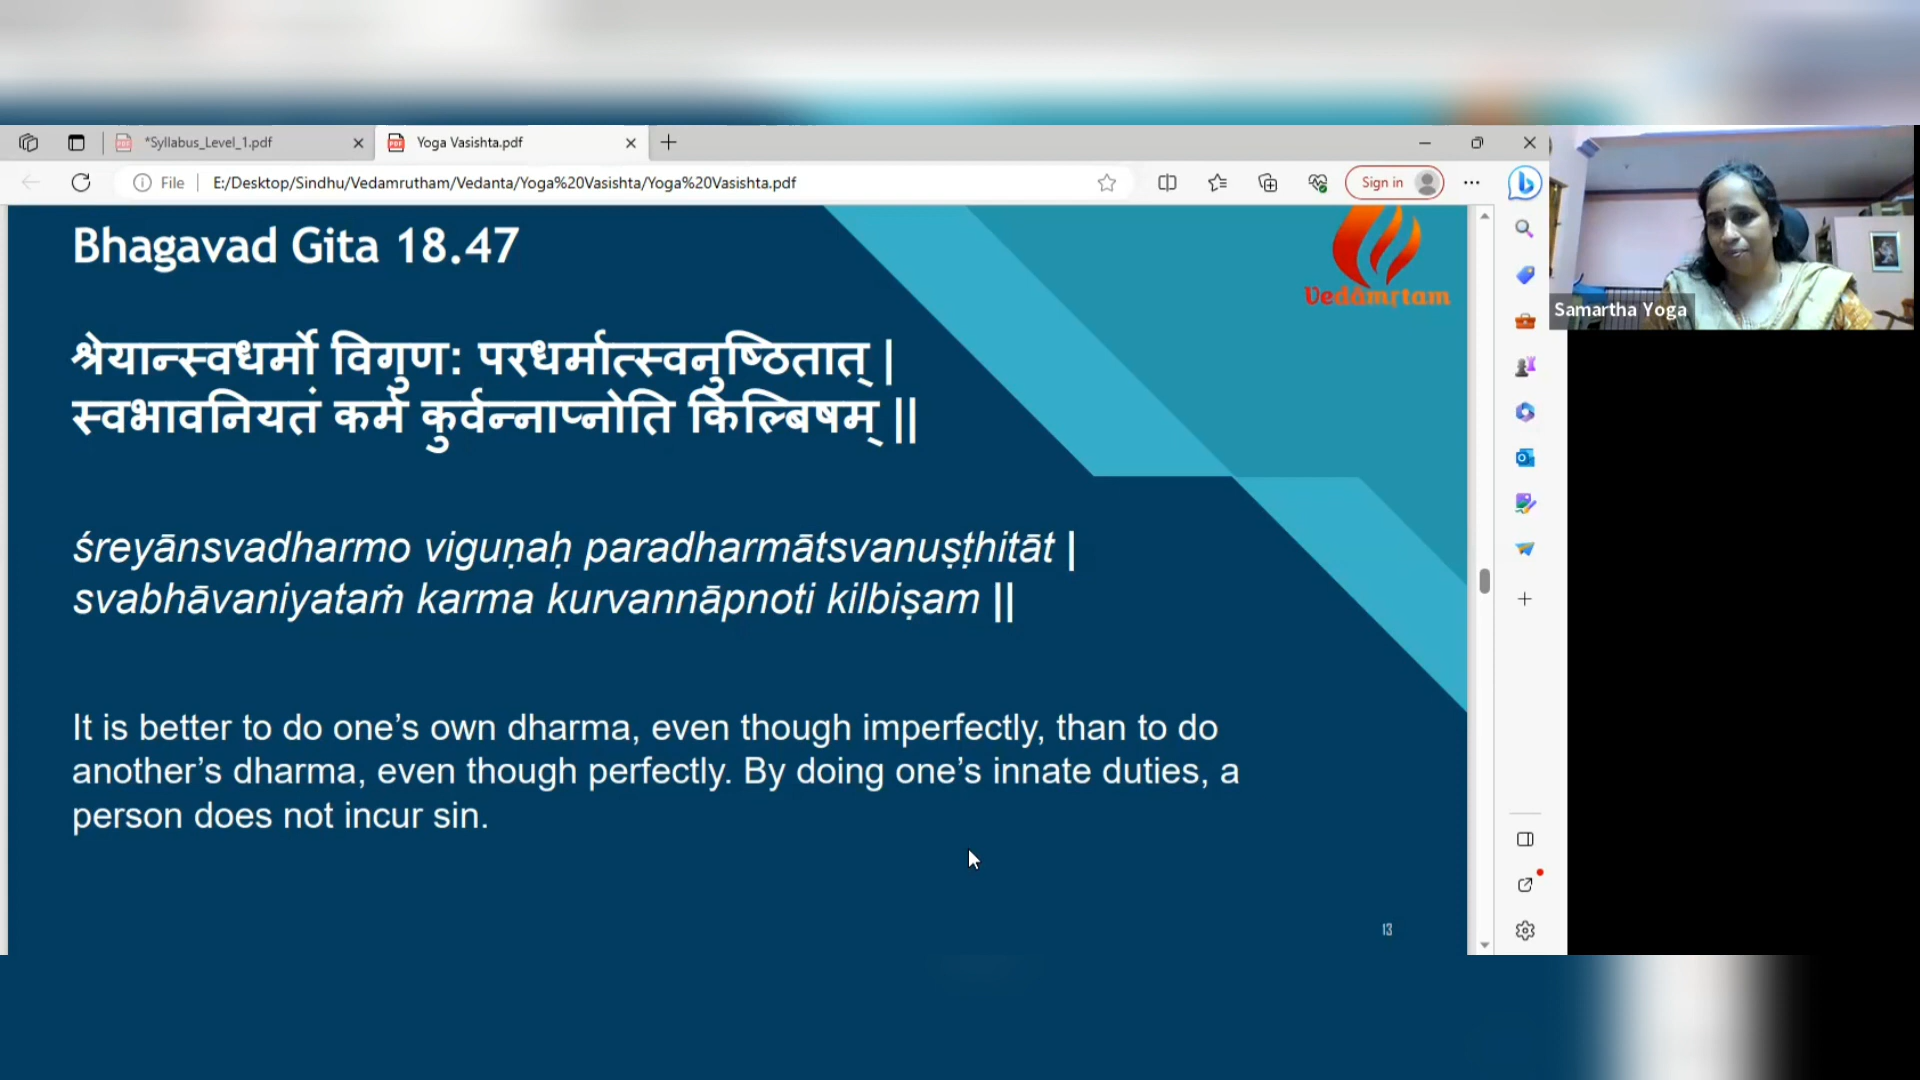 *Syllabus_Level_1.pdf
Yoga Vasishta.pdf
File
E:/Desktop/Sindhu/Vedamrutham/Vedanta/Yoga%20Vasishta/Yoga%20Vasishta.pdf
Sign in
Bhagavad Gita 18.47
Vedāmṛtam
Samartha Yoga
श्रेयान्स्वधर्मो विगुण: परधर्मात्स्वनुष्ठितात् |
स्वभावनियतं कर्म कुर्वन्नाप्नोति किल्बिषम् ||
śreyānsvadharmo viguṇaḥ paradharmātsvanuṣṭhitāt |
svabhāvaniyataṁ karma kurvannāpnoti kilbiṣam ||
It is better to do one’s own dharma, even though imperfectly, than to do
another’s dharma, even though perfectly. By doing one’s innate duties, a
person does not incur sin.
13